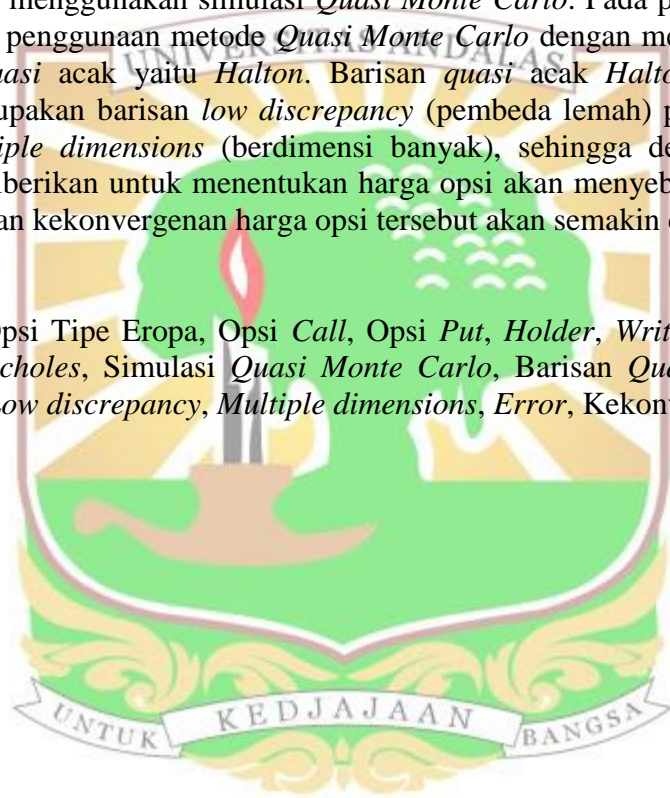 menggunakan simulasi Quasi Monte Carlo. Pada p
penggunaan metode Quasi Monte Carlo dengan me
UNIVERSITAS ANDALAS
uasi acak yaitu Halton. Barisan quasi acak Halto
upakan barisan low discrepancy (pembeda lemah) p
iple dimensions (berdimensi banyak), sehingga de
iberikan untuk menentukan harga opsi akan menyeb
an kekonvergenan harga opsi tersebut akan semakin
psi Tipe Eropa, Opsi Call, Opsi Put, Holder, Writ
choles, Simulasi Quasi Monte Carlo, Barisan Qu
ow discrepancy, Multiple dimensions, Error, Kekon
UNTUK KEDJAJAAN BANGSA